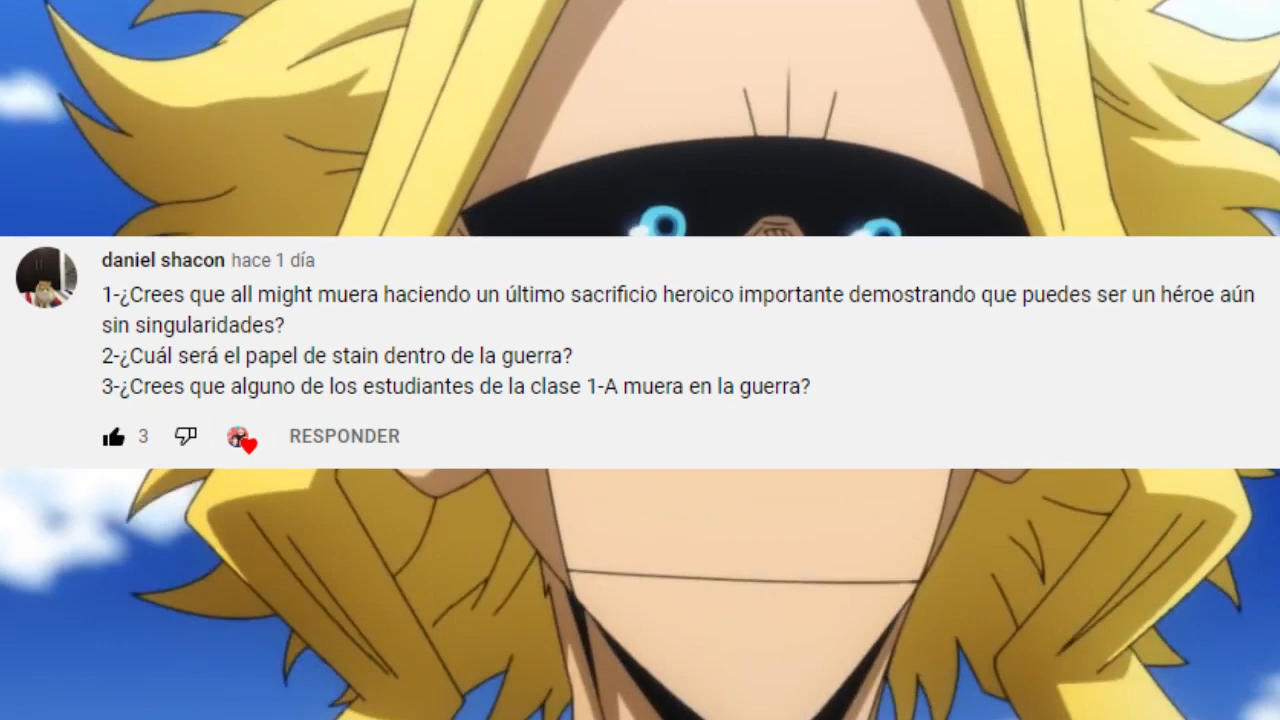 daniel shacon hace 1 día
1-¿Crees que all might muera haciendo un último sacrificio heroico importante demostrando que puedes ser un héroe aún
sin singularidades?
2-¿Cuál será el papel de stain dentro de la guerra?
3-¿Crees que alguno de los estudiantes de la clase 1-A muera en la guerra?
3 RESPONDER